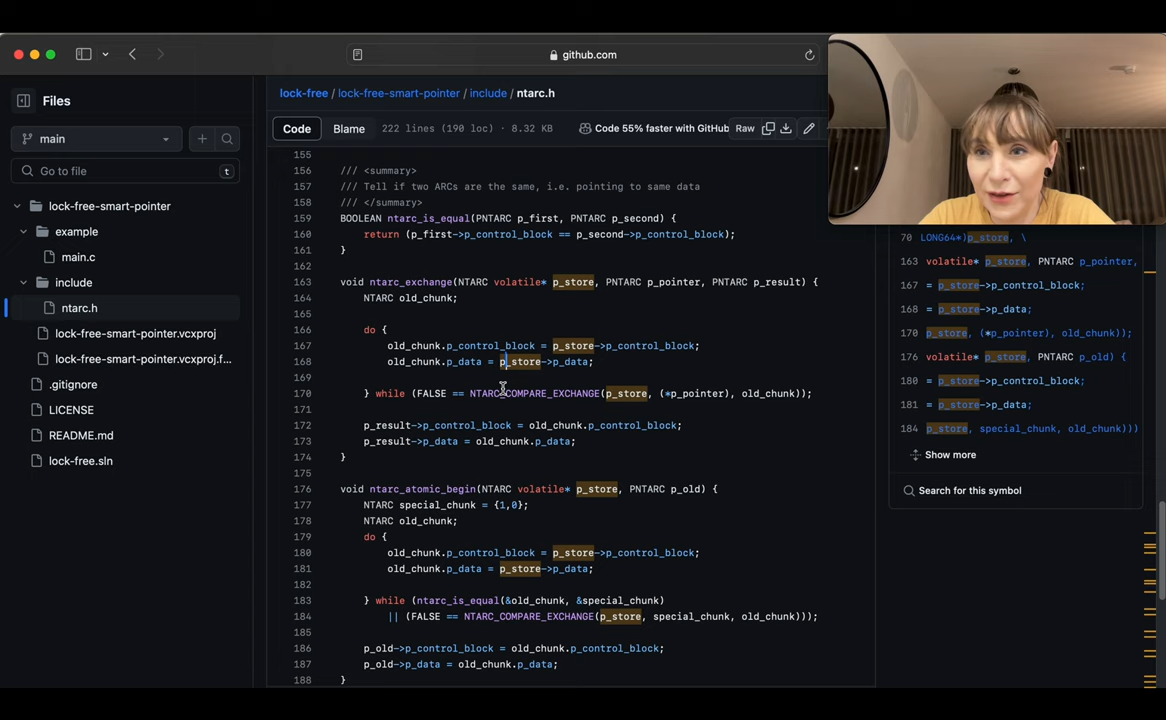 github.com
Files
main
Go to file
t
lock-free-smart-pointer
example
main.c
include
ntarc.h
lock-free-smart-pointer.vcxproj
lock-free-smart-pointer.vcxproj.f...
.gitignore
LICENSE
README.md
lock-free.sln
lock-free / lock-free-smart-pointer / include / ntarc.h
Code Blame 222 lines (190 loc) · 8.32 KB Code 55% faster with GitHub Raw
155
156 /// <summary>
157 /// Tell if two ARCs are the same, i.e. pointing to same data
158 /// </summary>
159 BOOLEAN ntarc_is_equal(PNTARC p_first, PNTARC p_second) {
160 return (p_first->p_control_block == p_second->p_control_block);
161 }
162
163 void ntarc_exchange(NTARC volatile* p_store, PNTARC p_pointer, PNTARC p_result) {
164 NTARC old_chunk;
165
166 do {
167 old_chunk.p_control_block = p_store->p_control_block;
168 old_chunk.p_data = p_store->p_data;
169
170 } while (FALSE == NTARC_COMPARE_EXCHANGE(p_store, (*p_pointer), old_chunk));
171
172 p_result->p_control_block = old_chunk.p_control_block;
173 p_result->p_data = old_chunk.p_data;
174 }
175
176 void ntarc_atomic_begin(NTARC volatile* p_store, PNTARC p_old) {
177 NTARC special_chunk = {1,0};
178 NTARC old_chunk;
179 do {
180 old_chunk.p_control_block = p_store->p_control_block;
181 old_chunk.p_data = p_store->p_data;
182
183 } while (ntarc_is_equal(&old_chunk, &special_chunk)
184 || (FALSE == NTARC_COMPARE_EXCHANGE(p_store, special_chunk, old_chunk)));
185
186 p_old->p_control_block = old_chunk.p_control_block;
187 p_old->p_data = old_chunk.p_data;
188 }
70 LONG64*)p_store, \
163 volatile* p_store, PNTARC p_pointer,
167 = p_store->p_control_block;
168 = p_store->p_data;
170 p_store, (*p_pointer), old_chunk));
176 volatile* p_store, PNTARC p_old) {
180 = p_store->p_control_block;
181 = p_store->p_data;
184 p_store, special_chunk, old_chunk)))
Show more
Search for this symbol